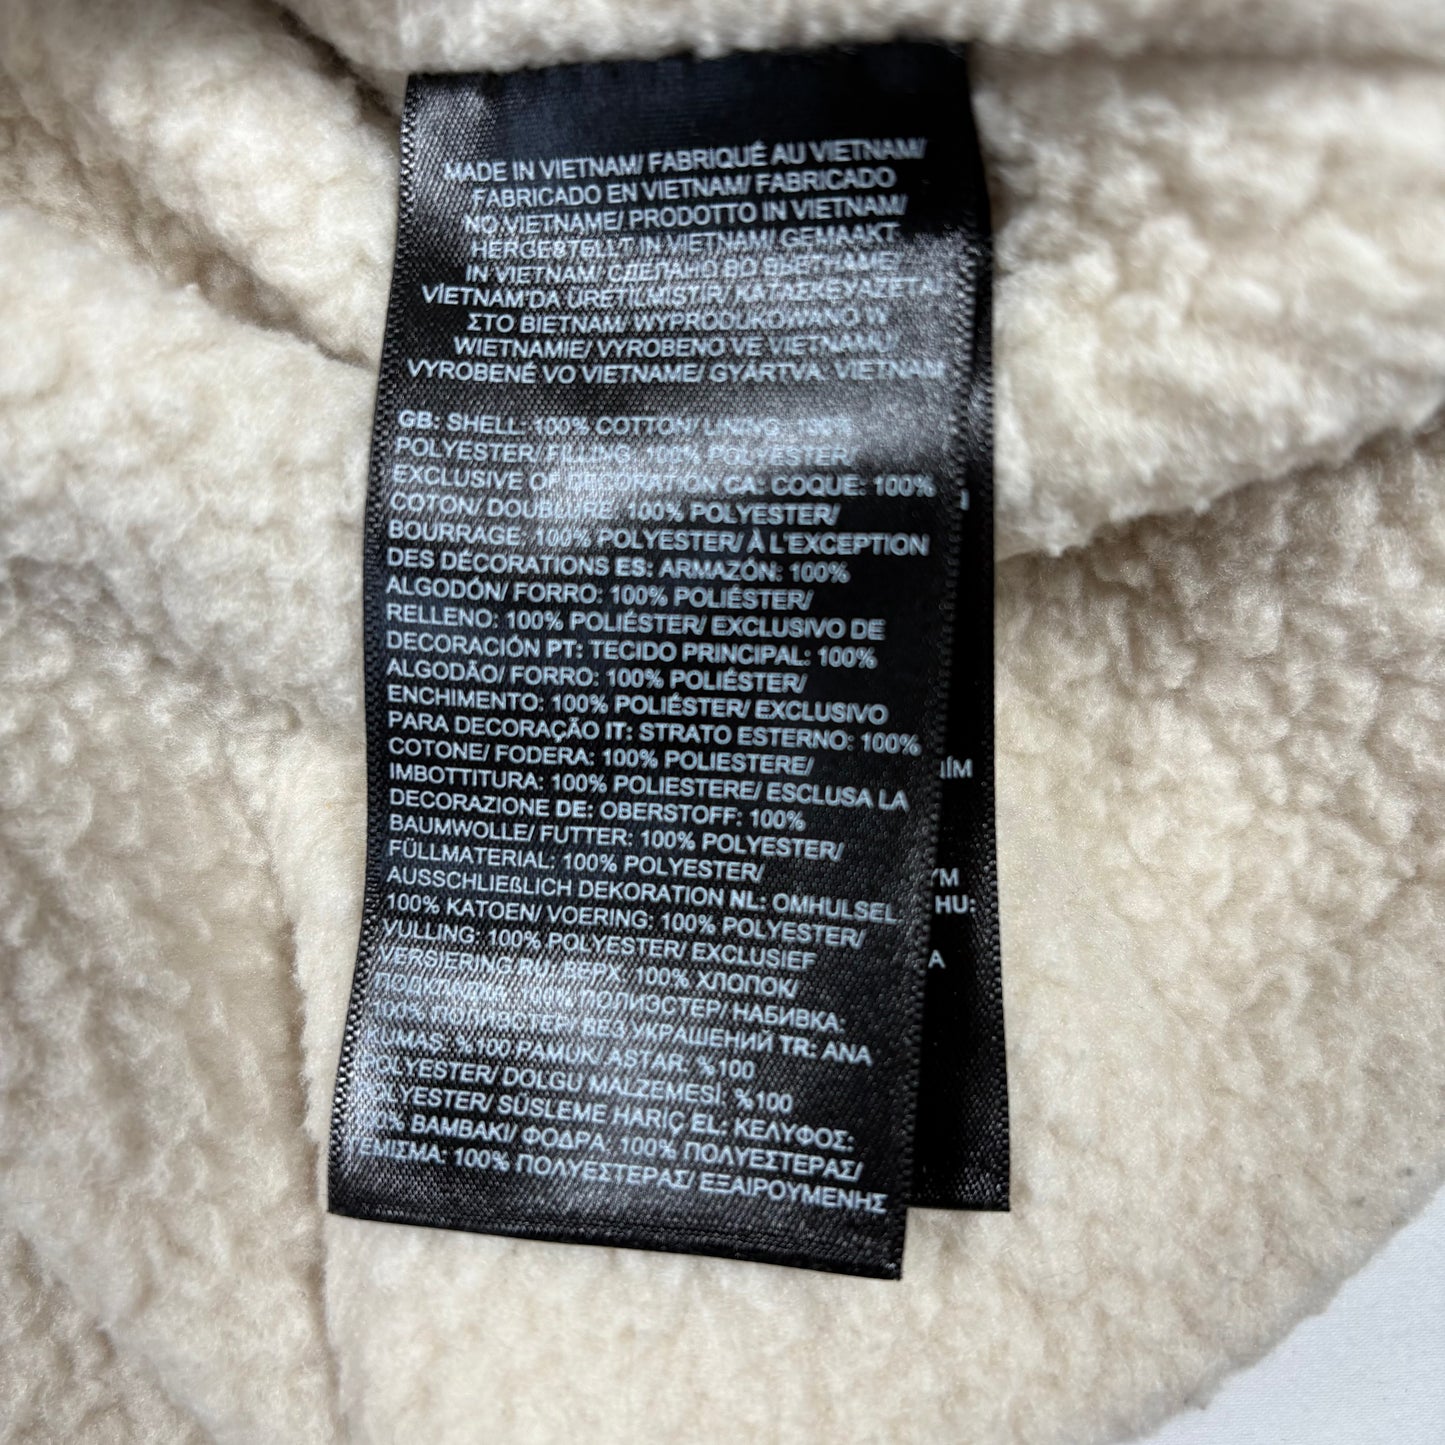 MADE IN VIETNAM/ FABRIQUÉ AU VIETNAM/
FABRICADO EN VIETNAM/ FABRICADO
NO VIETNAME/ PRODOTTO IN VIETNAM/
HERGESTELLT IN VIETNAM/ GEMAAKT
IN VIETNAM/ СДЕЛАНО ВО ВЬЕТНАМЕ/
VİETNAM'DA ÜRETİLMİŞTİR/ ΚΑΤΑΣΚΕΥΑΖΕΤΑΙ
ΣΤΟ ΒΙΕΤΝΑΜ/ WYPRODUKOWANO W
WIETNAMIE/ VYROBENO VE VIETNAMU/
VYROBENÉ VO VIETNAME/ GYÁRTVA: VIETNAM
GB: SHELL: 100% COTTON/ LINING: 100%
POLYESTER/ FILLING: 100% POLYESTER/
EXCLUSIVE OF DECORATION CA: COQUE: 100%
COTON/ DOUBLURE: 100% POLYESTER/
BOURRAGE: 100% POLYESTER/ À L'EXCEPTION
DES DÉCORATIONS ES: ARMAZÓN: 100%
ALGODÓN/ FORRO: 100% POLIÉSTER/
RELLENO: 100% POLIÉSTER/ EXCLUSIVO DE
DECORACIÓN PT: TECIDO PRINCIPAL: 100%
ALGODÃO/ FORRO: 100% POLIÉSTER/
ENCHIMENTO: 100% POLIÉSTER/ EXCLUSIVO
PARA DECORAÇÃO IT: STRATO ESTERNO: 100%
COTONE/ FODERA: 100% POLIESTERE/
IMBOTTITURA: 100% POLIESTERE/ ESCLUSA LA
DECORAZIONE DE: OBERSTOFF: 100%
BAUMWOLLE/ FUTTER: 100% POLYESTER/
FÜLLMATERIAL: 100% POLYESTER/
AUSSCHLIEßLICH DEKORATION NL: OMHULSEL:
100% KATOEN/ VOERING: 100% POLYESTER/
VULLING: 100% POLYESTER/ EXCLUSIEF
VERSIERING RU: ВЕРХ: 100% ХЛОПОК/
ПОДКЛАДКА: 100% ПОЛИЭСТЕР/ НАБИВКА:
100% ПОЛИЭСТЕР/ БЕЗ УКРАШЕНИЙ TR: ANA
KUMAŞ: %100 PAMUK/ ASTAR: %100
POLYESTER/ DOLGU MALZEMESİ: %100
POLYESTER/ SÜSLEME HARİÇ EL: ΚΕΛΥΦΟΣ:
ΒΑΜΒΑΚΙ/ ΦΟΔΡΑ: 100% ΠΟΛΥΕΣΤΕΡΑΣ/
100% ΠΟΛΥΕΣΤΕΡΑΣ/ ΕΞΑΙΡΟΥΜΕΝΗΣ
HU: